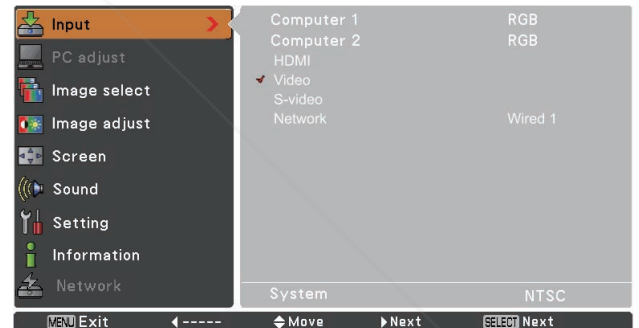 Input
PC adjust
Image select
Image adjust
Screen
Sound
Setting
Information
Network
Computer 1 RGB
Computer 2 RGB
HDMI
Video
S-video
Network Wired 1
System NTSC
MENU Exit ◀----- Move Next SELECT Next